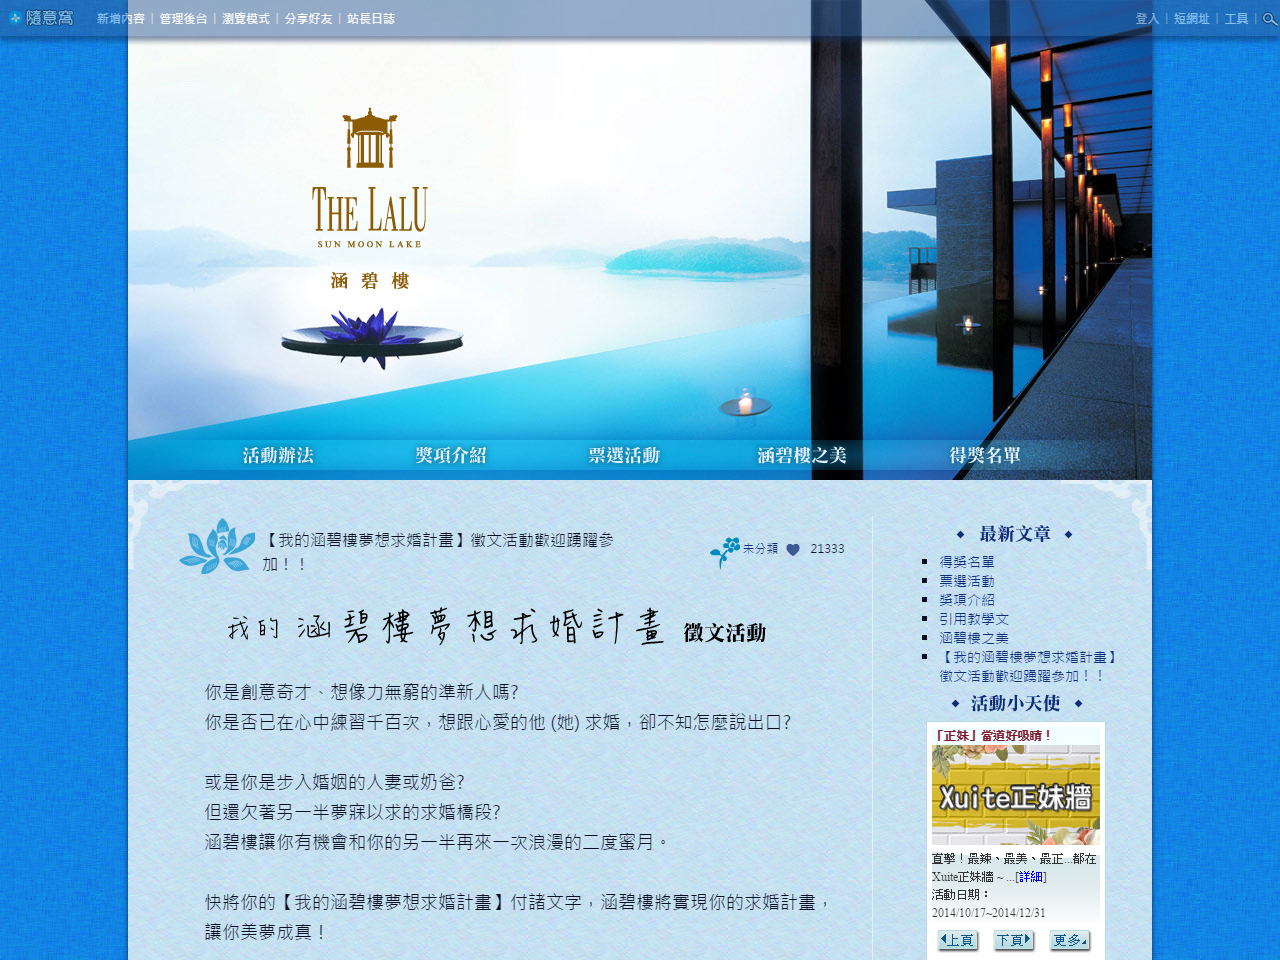 隨意窩 新增內容 | 管理後台 | 瀏覽模式 | 分享好友 | 站長日誌 登入 | 短網址 | 工具 |
THE LALU
SUN MOON LAKE
涵碧樓
活動辦法 獎項介紹 票選活動 涵碧樓之美 得獎名單
【我的涵碧樓夢想求婚計畫】徵文活動歡迎踴躍參
加！！
未分類 21333
我的涵碧樓夢想求婚計畫 徵文活動
你是創意奇才、想像力無窮的準新人嗎?
你是否已在心中練習千百次，想跟心愛的他 (她) 求婚，卻不知怎麼說出口?
或是你是步入婚姻的人妻或奶爸?
但還欠著另一半夢寐以求的求婚橋段?
涵碧樓讓你有機會和你的另一半再來一次浪漫的二度蜜月。
快將你的【我的涵碧樓夢想求婚計畫】付諸文字，涵碧樓將實現你的求婚計畫，
讓你美夢成真！
最新文章
得獎名單
票選活動
獎項介紹
引用教學文
涵碧樓之美
【我的涵碧樓夢想求婚計畫】
徵文活動歡迎踴躍參加！！
活動小天使
「正妹」當道好吸睛！
Xuite正妹牆
直擊！最辣、最美、最正...都在
Xuite正妹牆 ~ ...[詳細]
活動日期：
2014/10/17~2014/12/31
上頁 下頁 更多